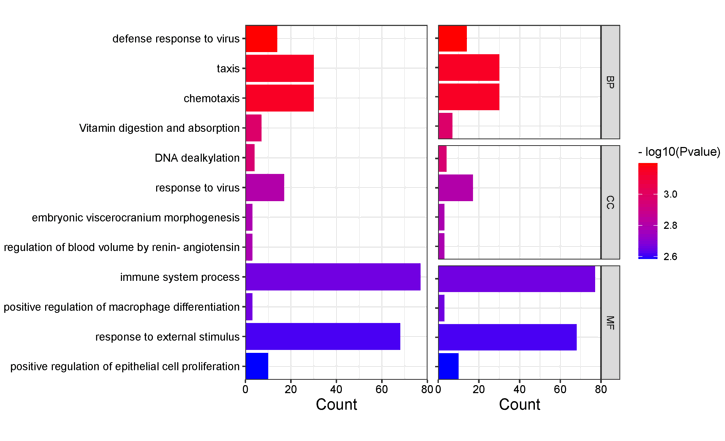 defense response to virus
taxis
chemotaxis
Vitamin digestion and absorption
DNA dealkylation
response to virus
embryonic viscerocranium morphogenesis
regulation of blood volume by renin- angiotensin
immune system process
positive regulation of macrophage differentiation
response to external stimulus
positive regulation of epithelial cell proliferation
0 20 40 60 80
Count
0 20 40 60 80
Count
BP
CC
MF
- log10(Pvalue)
3.0
2.8
2.6